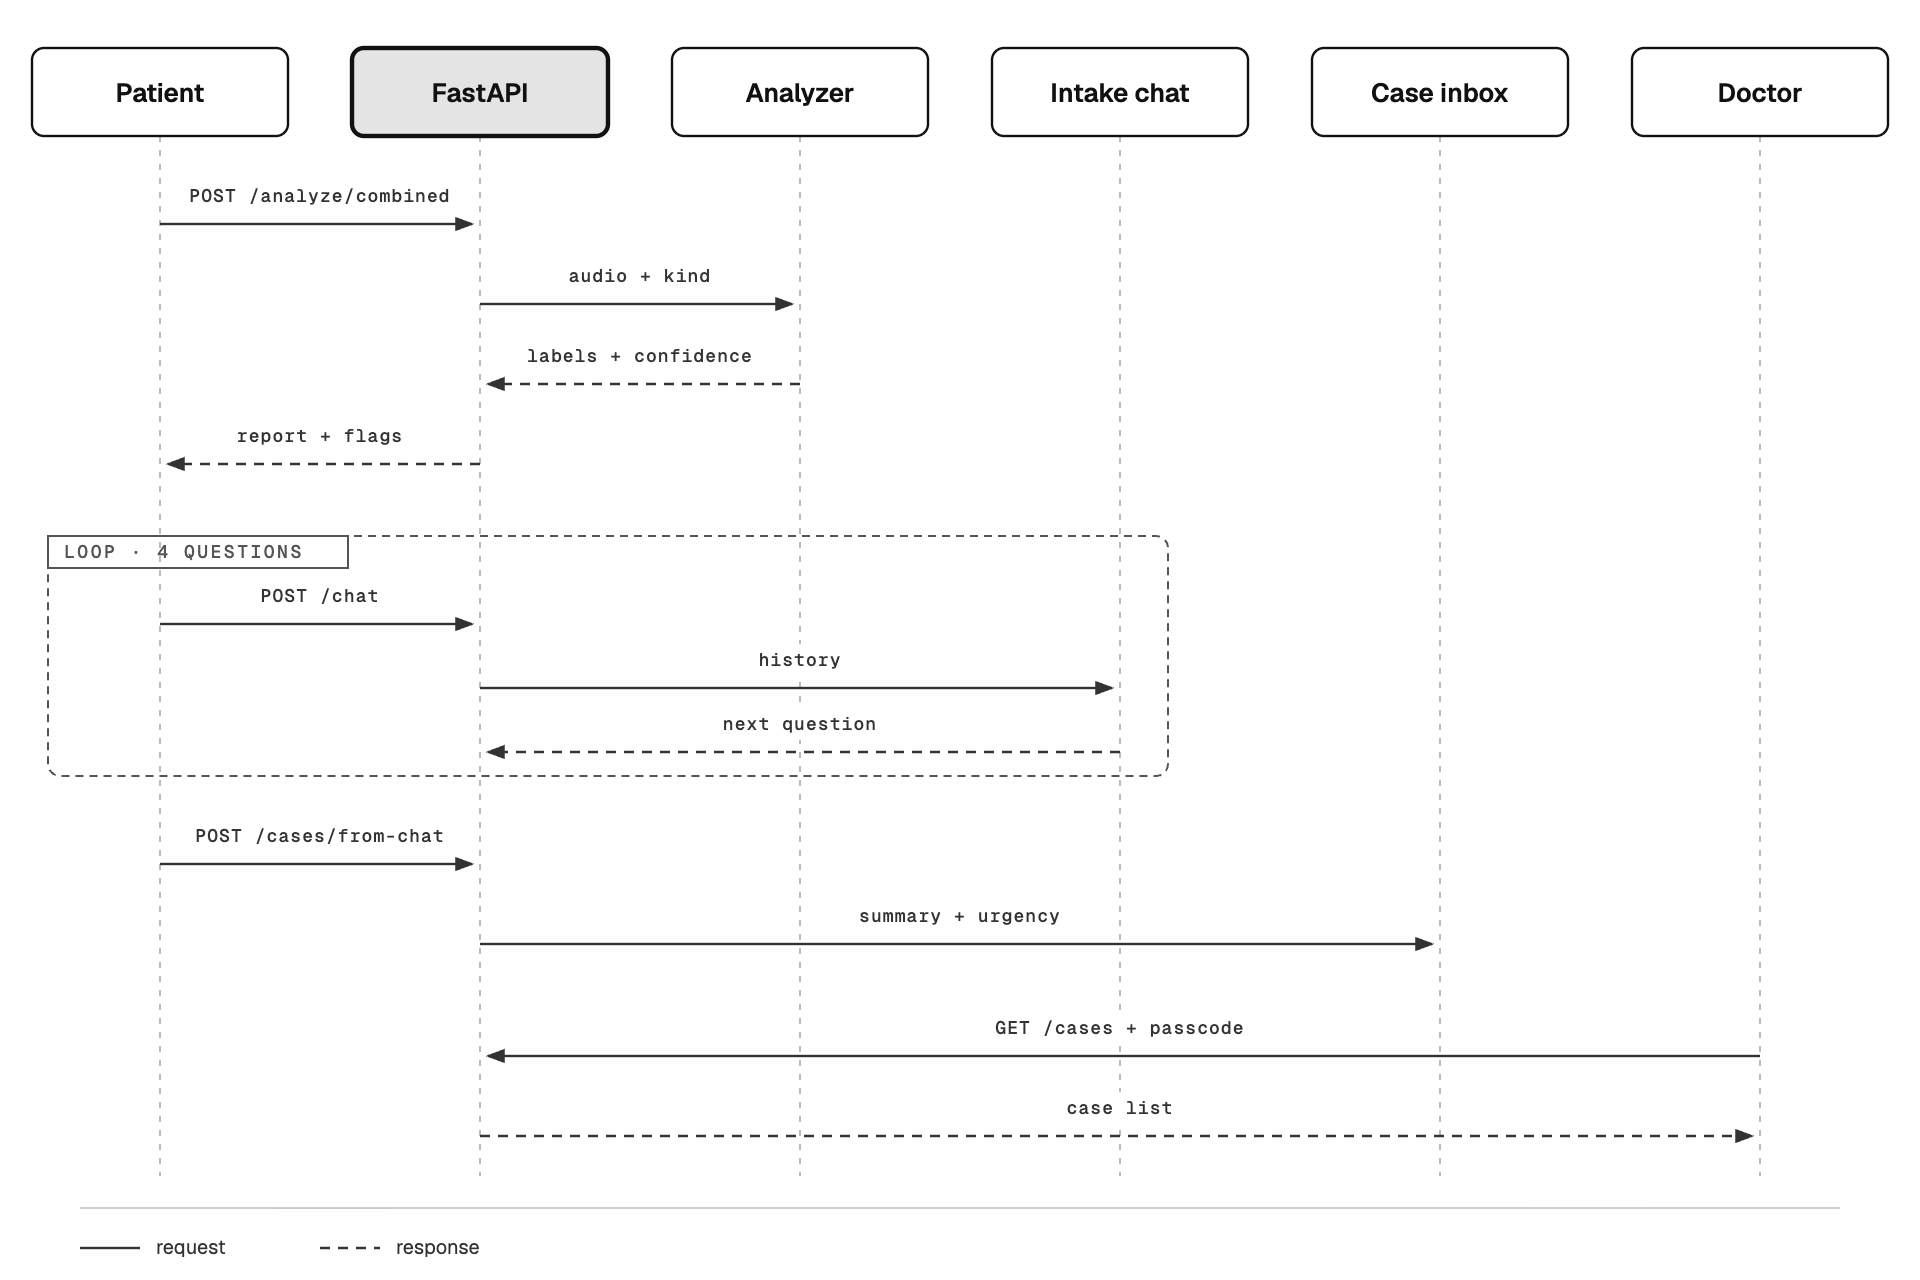 Patient
FastAPI
Analyzer
Intake chat
Case inbox
Doctor
POST /analyze/combined
audio + kind
labels + confidence
report + flags
LOOP · 4 QUESTIONS
POST /chat
history
next question
POST /cases/from-chat
summary + urgency
GET /cases + passcode
case list
request
response